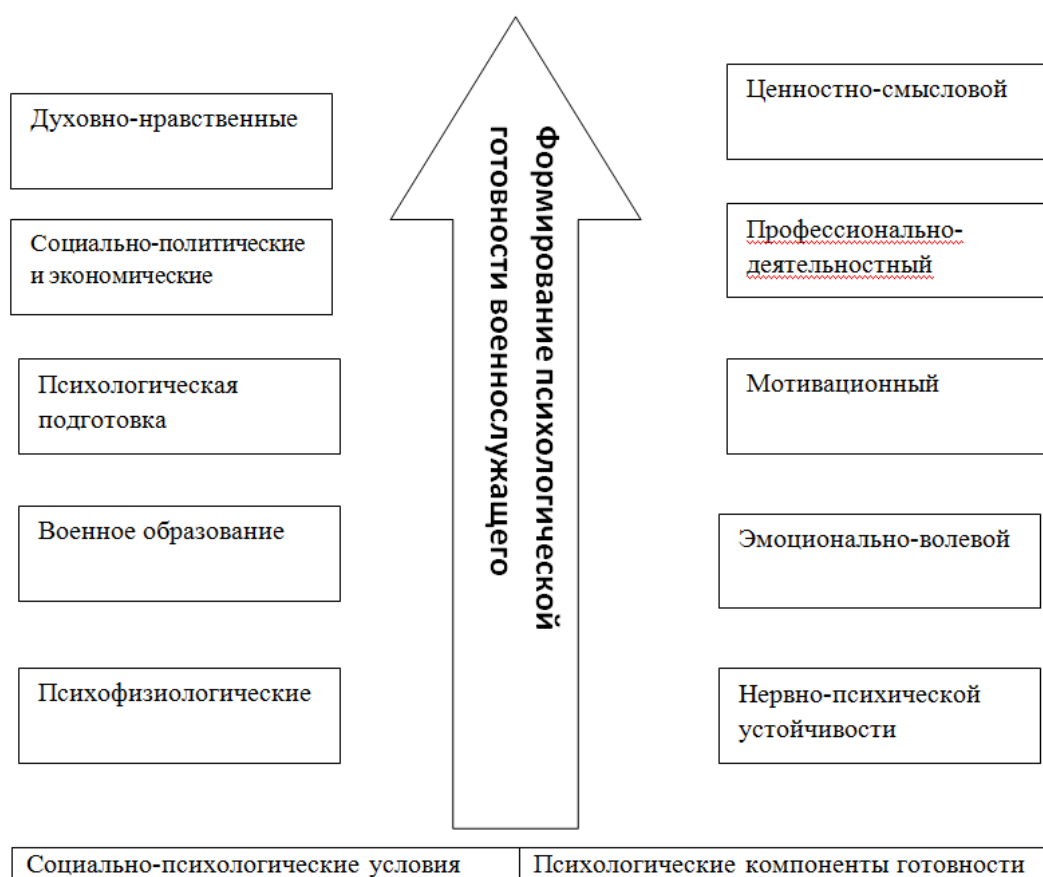 Духовно-нравственные
Социально-политические
и экономические
Психологическая
подготовка
Военное образование
Психофизиологические
Формирование психологической
готовности военнослужащего
Ценностно-смысловой
Профессионально-
деятельностный
Мотивационный
Эмоционально-волевой
Нервно-психической
устойчивости
Социально-психологические условия
Психологические компоненты готовности